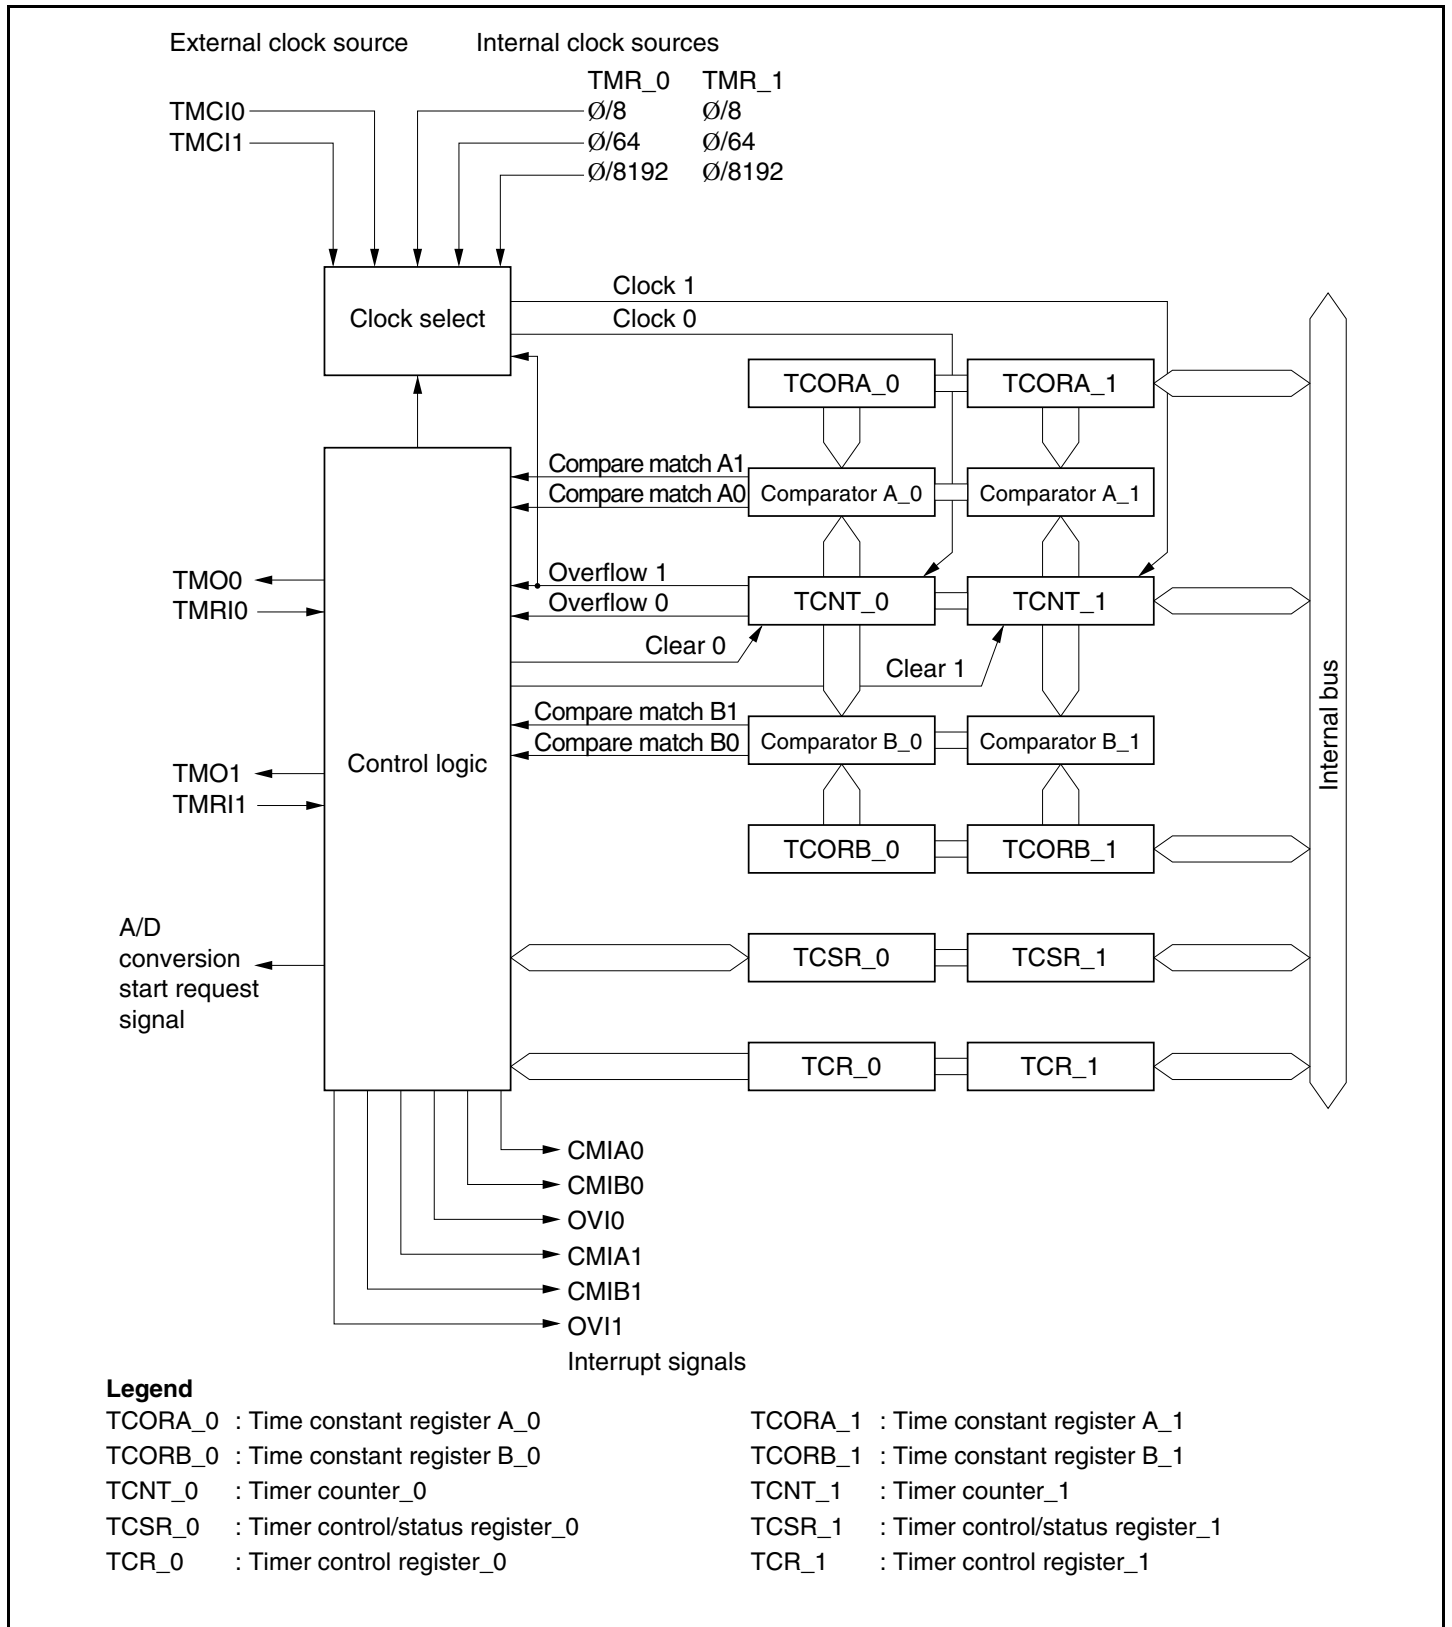 External clock source
Internal clock sources
TMR_0 TMR_1
TMCI0
Ø/8 Ø/8
TMCI1
Ø/64 Ø/64
Ø/8192 Ø/8192
Clock select
Clock 1
Clock 0
TCORA_0
TCORA_1
Compare match A1
Compare match A0
Comparator A_0
Comparator A_1
TMO0
TMRI0
Overflow 1
Overflow 0
TCNT_0
TCNT_1
Clear 0
Clear 1
Internal bus
Compare match B1
Compare match B0
Comparator B_0
Comparator B_1
Control logic
TMO1
TMRI1
TCORB_0
TCORB_1
A/D
conversion
start request
signal
TCSR_0
TCSR_1
TCR_0
TCR_1
CMIA0
CMIB0
OVI0
CMIA1
CMIB1
OVI1
Interrupt signals
Legend
TCORA_0 : Time constant register A_0
TCORB_0 : Time constant register B_0
TCNT_0 : Timer counter_0
TCSR_0 : Timer control/status register_0
TCR_0 : Timer control register_0
TCORA_1 : Time constant register A_1
TCORB_1 : Time constant register B_1
TCNT_1 : Timer counter_1
TCSR_1 : Timer control/status register_1
TCR_1 : Timer control register_1